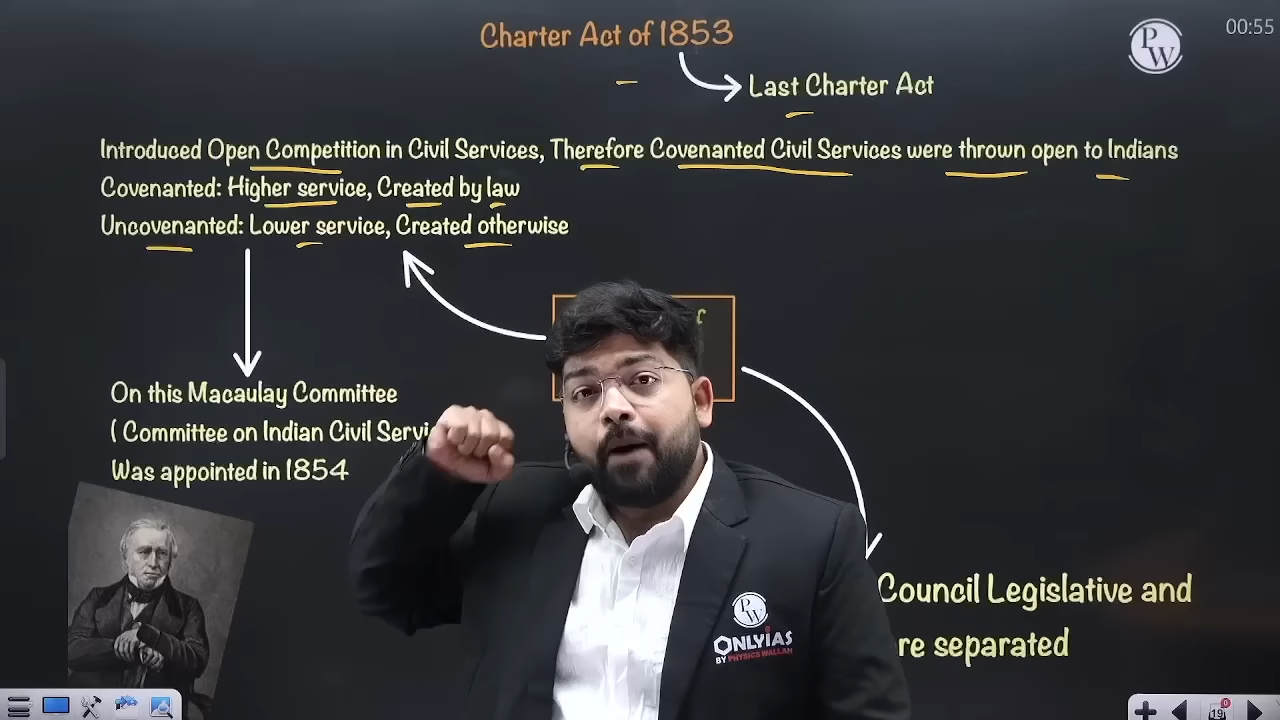 Charter Act of 1853
PW
00:55
Last Charter Act
Introduced Open Competition in Civil Services, Therefore Covenanted Civil Services were thrown open to Indians
Covenanted: Higher service, Created by law
Uncovenanted: Lower service, Created otherwise
On this Macaulay Committee
( Committee on Indian Civil
Was appointed in 1854
Council Legislative and
separated
PW
ONLYIAS
BY PHYSICS WALLAH